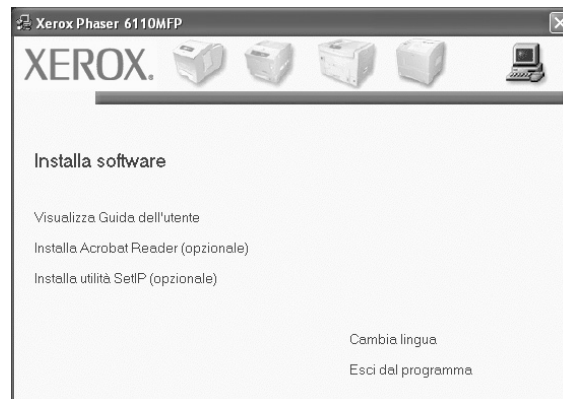 Xerox Phaser 6110MFP
XEROX.
Installa software
Visualizza Guida dell'utente
Installa Acrobat Reader (opzionale)
Installa utilità SetIP (opzionale)
Cambia lingua
Esci dal programma